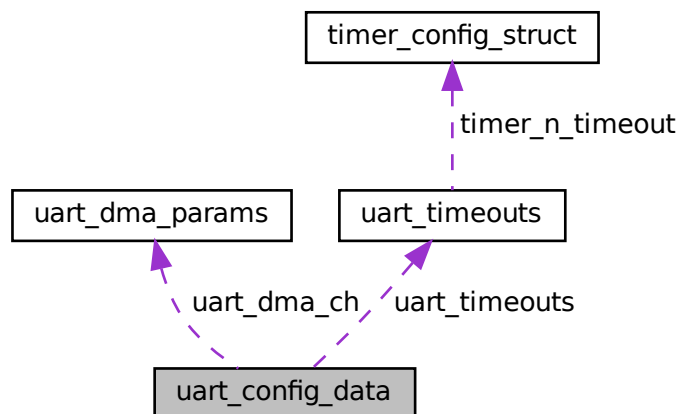 timer_config_struct
timer_n_timeout
uart_dma_params
uart_timeouts
uart_dma_ch
uart_timeouts
uart_config_data